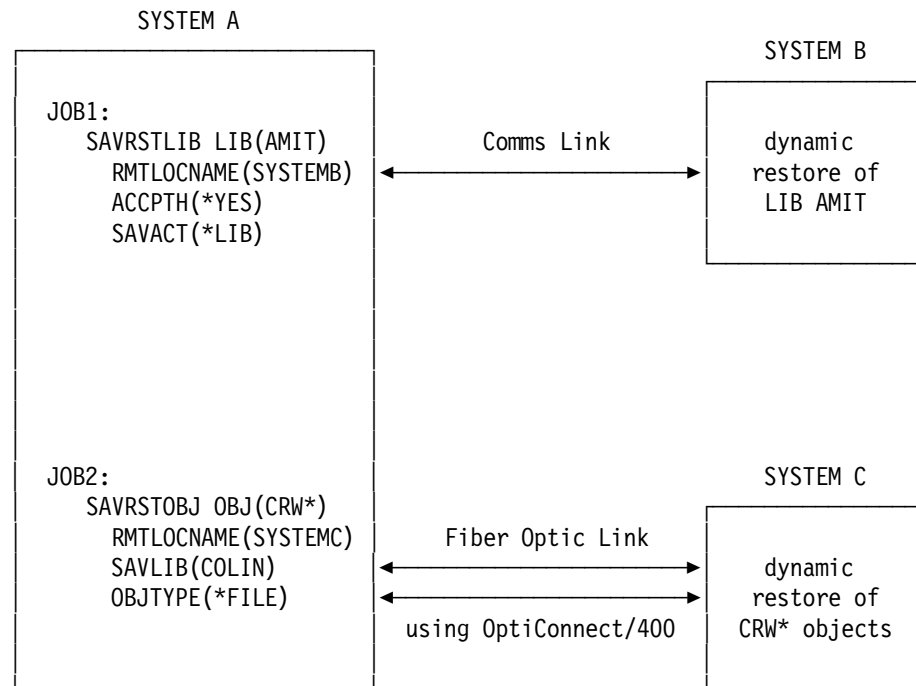 SYSTEM A
SYSTEM B
JOB1:
SAVRSTLIB LIB(AMIT)
RMTLOCNAME(SYSTEMB)
ACCPTH(*YES)
SAVACT(*LIB)
Comms Link
dynamic
restore of
LIB AMIT
JOB2:
SAVRSTOBJ OBJ(CRW*)
RMTLOCNAME(SYSTEMC)
SAVLIB(COLIN)
OBJTYPE(*FILE)
Fiber Optic Link
using OptiConnect/400
SYSTEM C
dynamic
restore of
CRW* objects